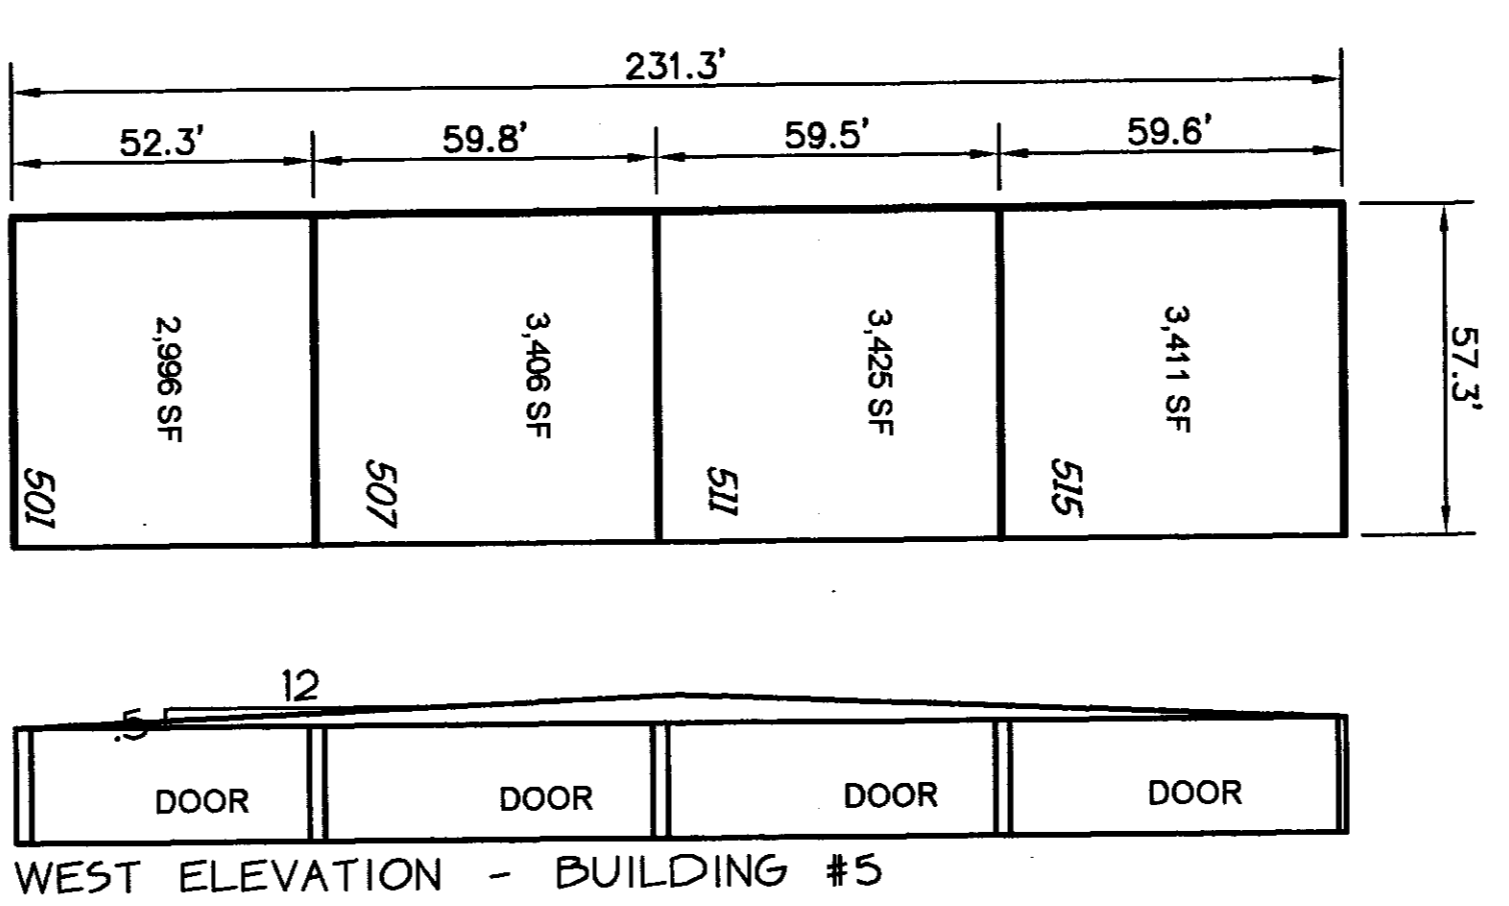 231.3'
52.3'
59.8'
59.5'
59.6'
57.3'
2,996 SF
3,406 SF
3,425 SF
3,411 SF
501
507
511
515
12
.5
DOOR
DOOR
DOOR
DOOR
WEST ELEVATION - BUILDING #5